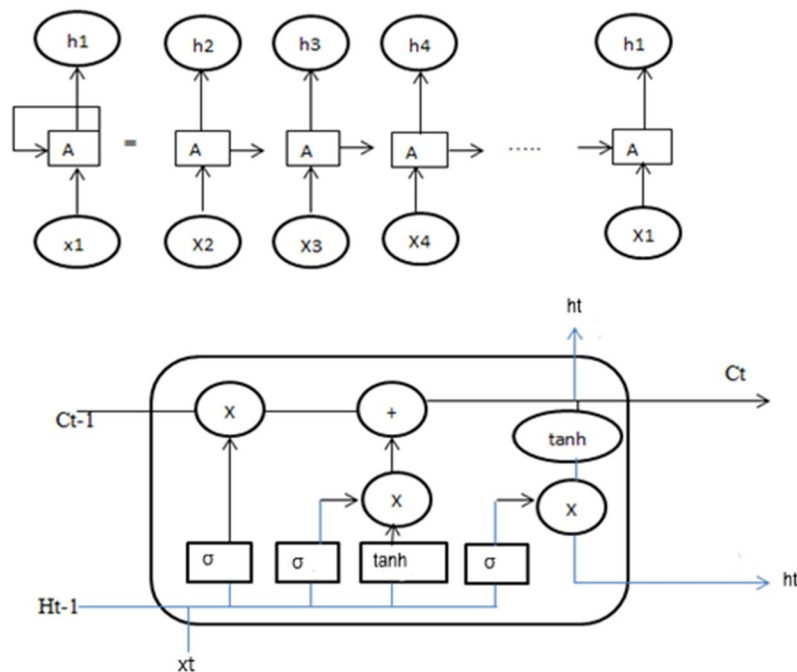 h1 h2 h3 h4 h1
A = A A A ..... A
x1 X2 X3 X4 X1
ht
Ct
Ct-1 X +
tanh
X X
σ σ tanh σ
Ht-1 ht
xt